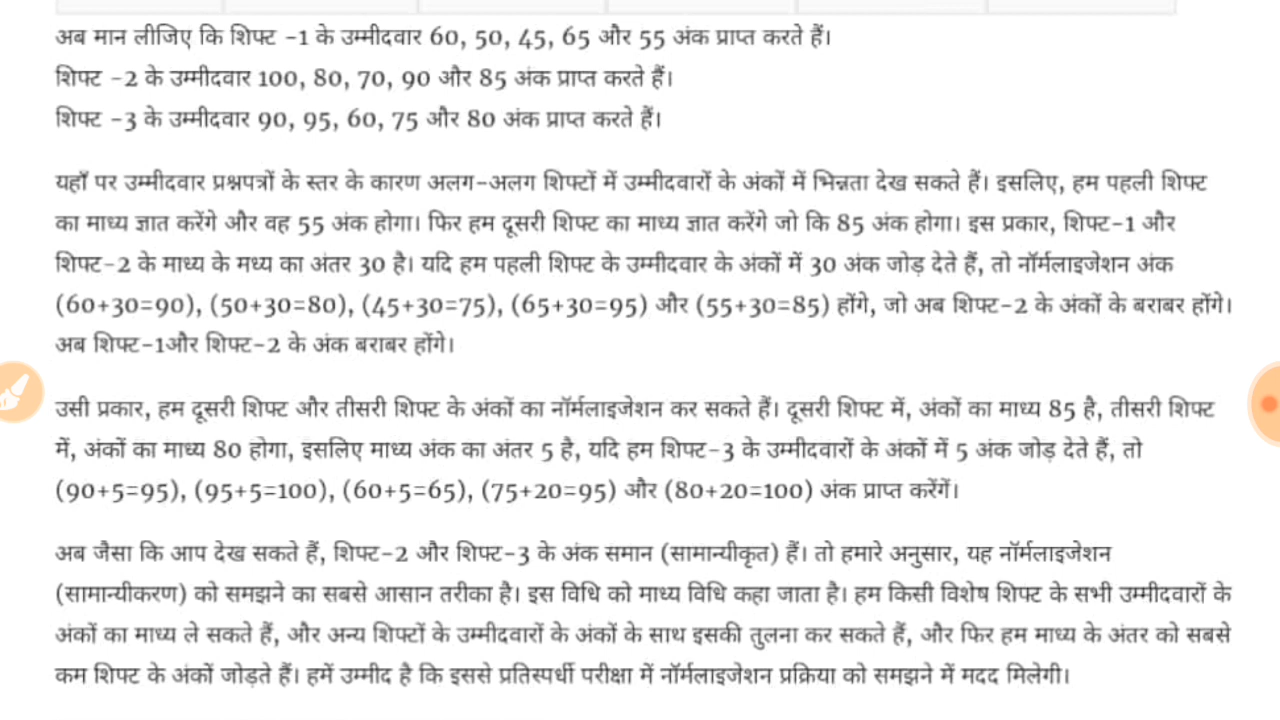 अब मान लीजिए कि शिफ्ट -1 के उम्मीदवार 60, 50, 45, 65 और 55 अंक प्राप्त करते हैं।
शिफ्ट -2 के उम्मीदवार 100, 80, 70, 90 और 85 अंक प्राप्त करते हैं।
शिफ्ट -3 के उम्मीदवार 90, 95, 60, 75 और 80 अंक प्राप्त करते हैं।
यहाँ पर उम्मीदवार प्रश्नपत्रों के स्तर के कारण अलग-अलग शिफ्टों में उम्मीदवारों के अंकों में भिन्नता देख सकते हैं। इसलिए, हम पहली शिफ्ट
का माध्य ज्ञात करेंगे और वह 55 अंक होगा। फिर हम दूसरी शिफ्ट का माध्य ज्ञात करेंगे जो कि 85 अंक होगा। इस प्रकार, शिफ्ट-1 और
शिफ्ट-2 के माध्य के मध्य का अंतर 30 है। यदि हम पहली शिफ्ट के उम्मीदवार के अंकों में 30 अंक जोड़ देते हैं, तो नॉर्मलाइजेशन अंक
(60+30=90), (50+30=80), (45+30=75), (65+30=95) और (55+30=85) होंगे, जो अब शिफ्ट-2 के अंकों के बराबर होंगे।
अब शिफ्ट-1और शिफ्ट-2 के अंक बराबर होंगे।
उसी प्रकार, हम दूसरी शिफ्ट और तीसरी शिफ्ट के अंकों का नॉर्मलाइजेशन कर सकते हैं। दूसरी शिफ्ट में, अंकों का माध्य 85 है, तीसरी शिफ्ट
में, अंकों का माध्य 80 होगा, इसलिए माध्य अंक का अंतर 5 है, यदि हम शिफ्ट-3 के उम्मीदवारों के अंकों में 5 अंक जोड़ देते हैं, तो
(90+5=95), (95+5=100), (60+5=65), (75+20=95) और (80+20=100) अंक प्राप्त करेंगें।
अब जैसा कि आप देख सकते हैं, शिफ्ट-2 और शिफ्ट-3 के अंक समान (सामान्यीकृत) हैं। तो हमारे अनुसार, यह नॉर्मलाइजेशन
(सामान्यीकरण) को समझने का सबसे आसान तरीका है। इस विधि को माध्य विधि कहा जाता है। हम किसी विशेष शिफ्ट के सभी उम्मीदवारों के
अंकों का माध्य ले सकते हैं, और अन्य शिफ्टों के उम्मीदवारों के अंकों के साथ इसकी तुलना कर सकते हैं, और फिर हम माध्य के अंतर को सबसे
कम शिफ्ट के अंकों जोड़ते हैं। हमें उम्मीद है कि इससे प्रतिस्पर्धी परीक्षा में नॉर्मलाइजेशन प्रक्रिया को समझने में मदद मिलेगी।